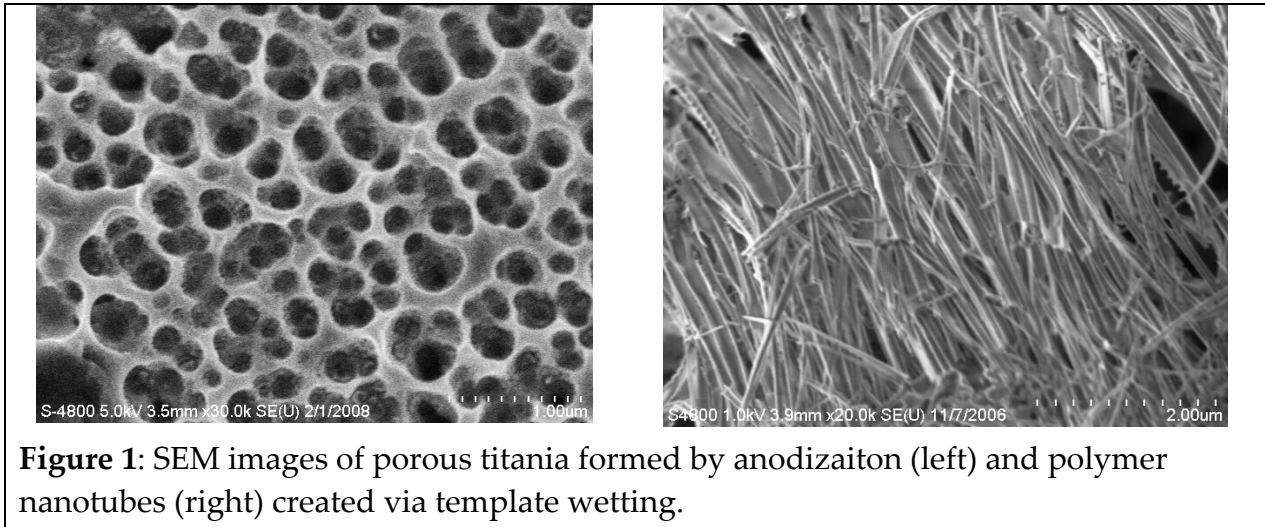 S-4800 5.0kV 3.5mm x30.0k SE(U) 2/1/2008 1.00um
S4800 1.0kV 3.9mm x20.0k SE(U) 11/7/2006 2.00um
Figure 1: SEM images of porous titania formed by anodizaiton (left) and polymer
nanotubes (right) created via template wetting.